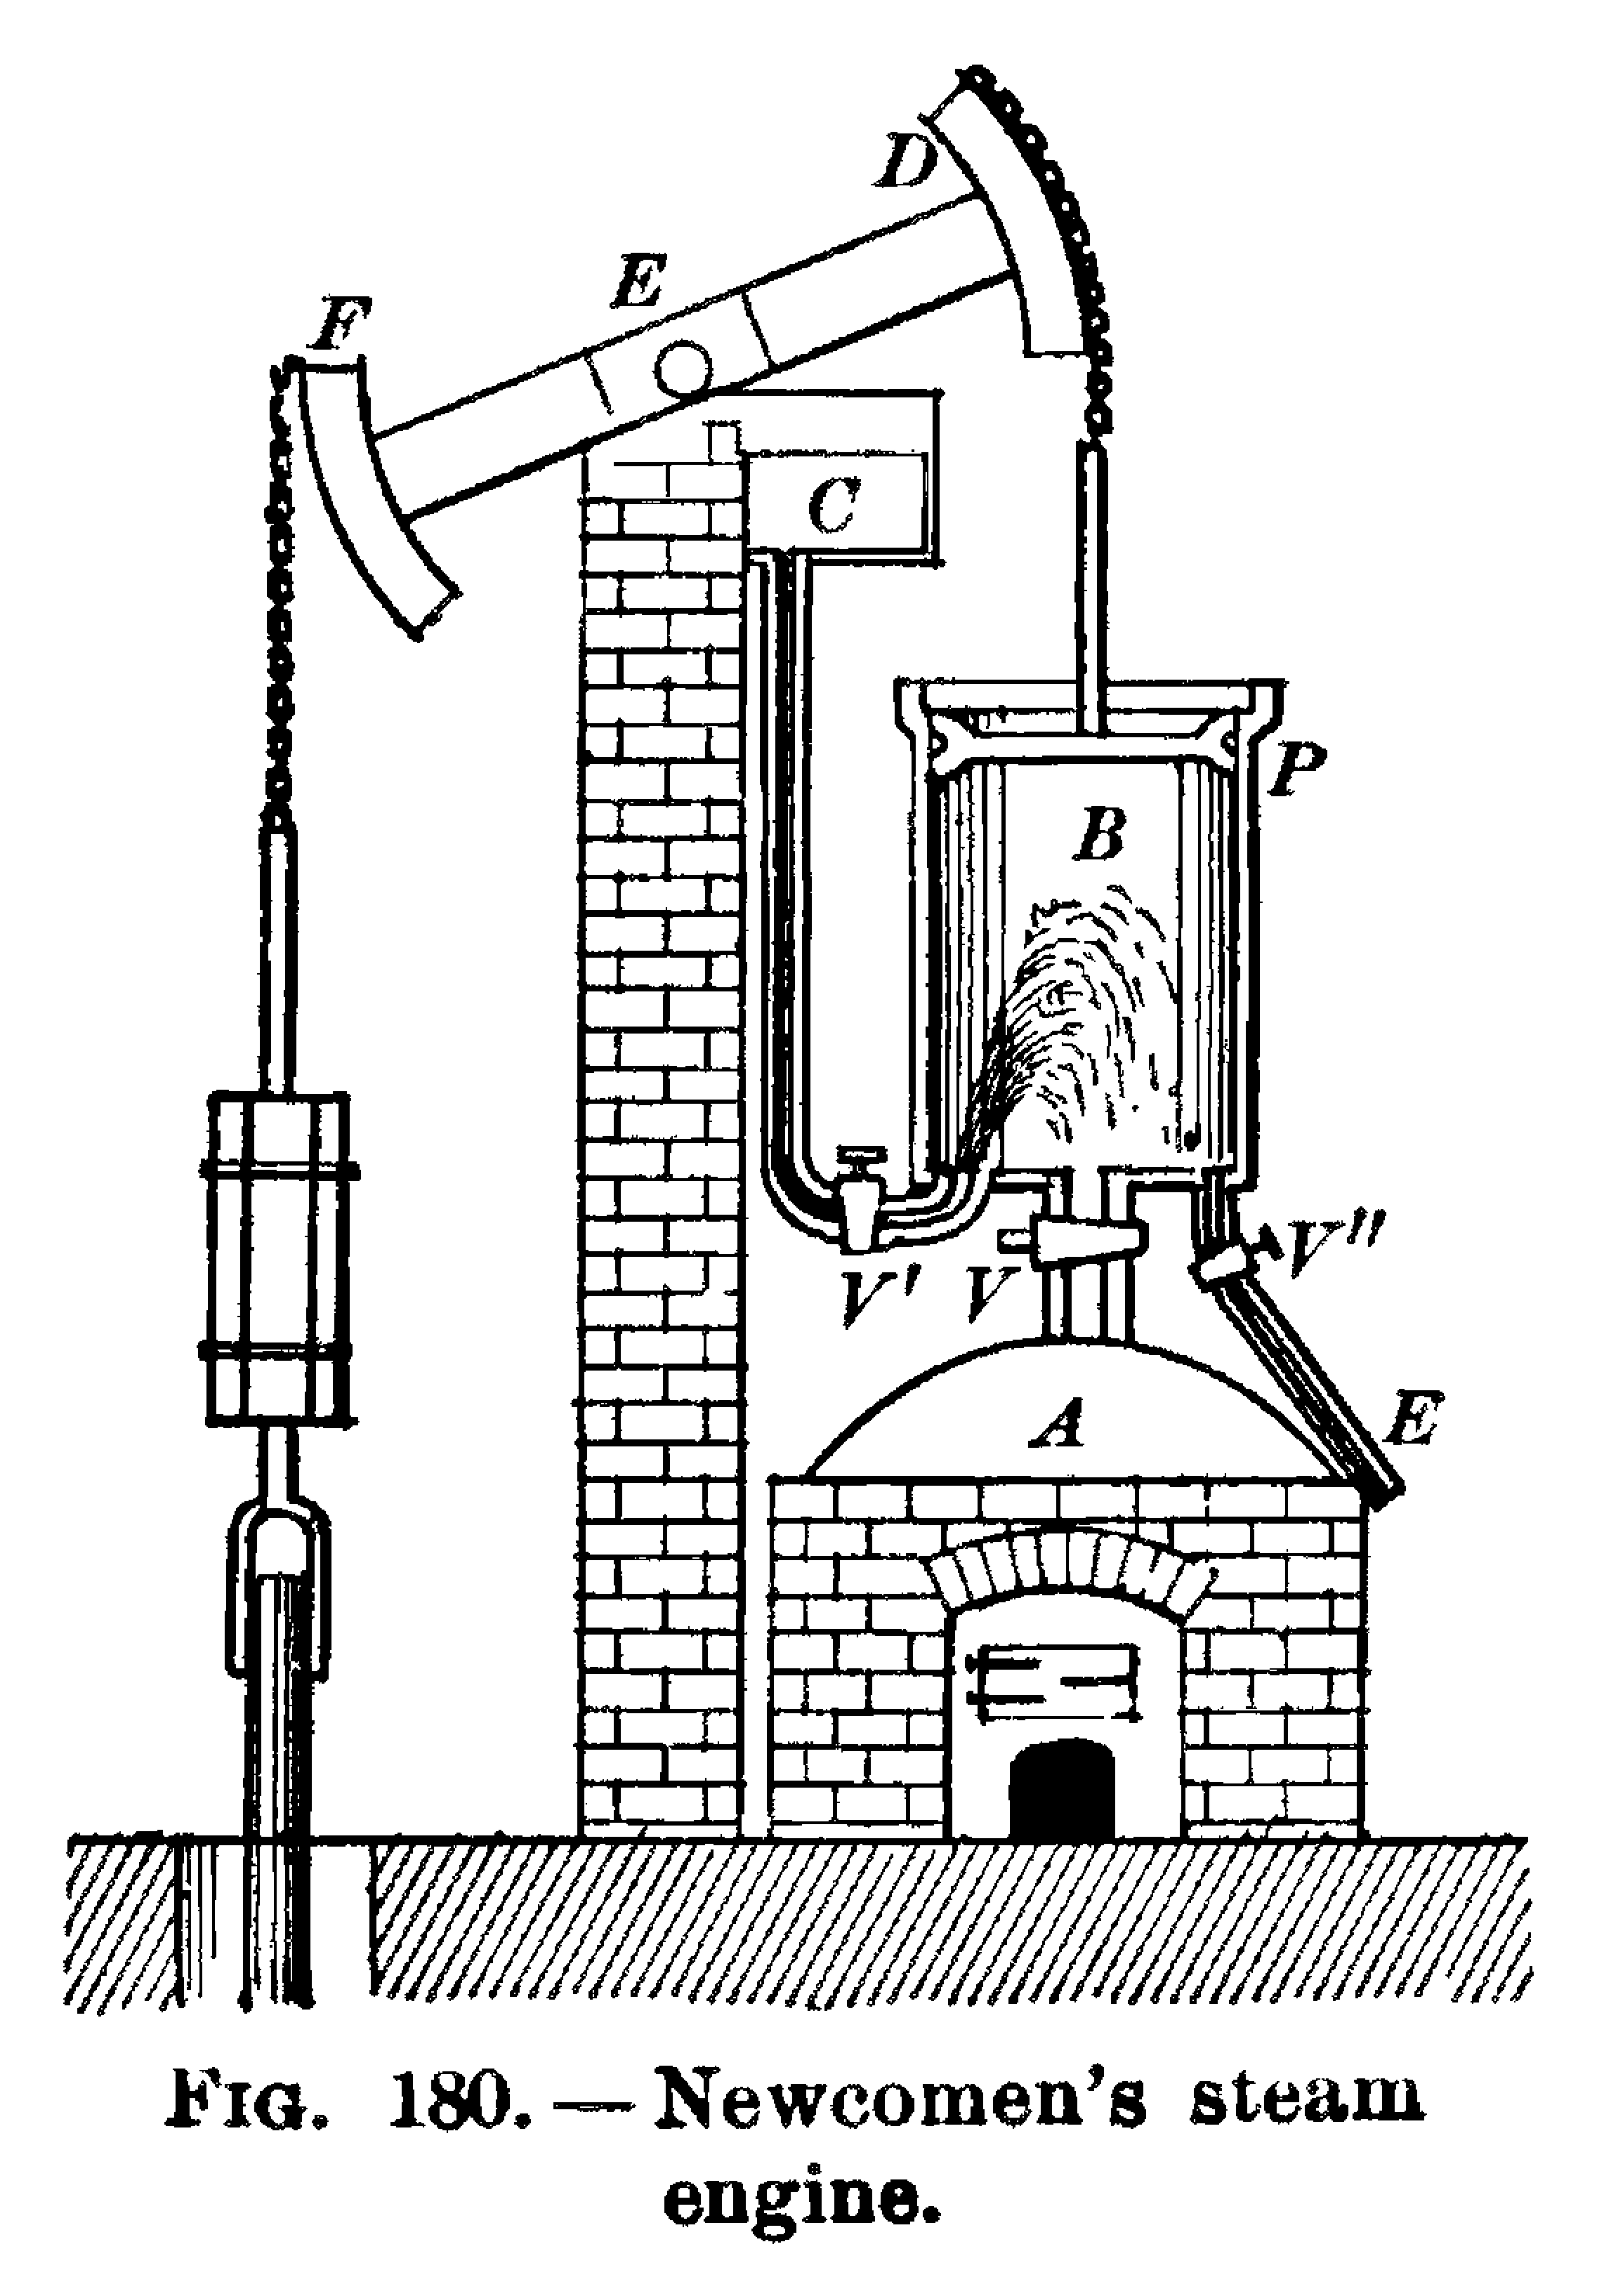 D
E
F
C
P
B
V′ V V″
A
E
FIG. 180. — Newcomen's steam
engine.